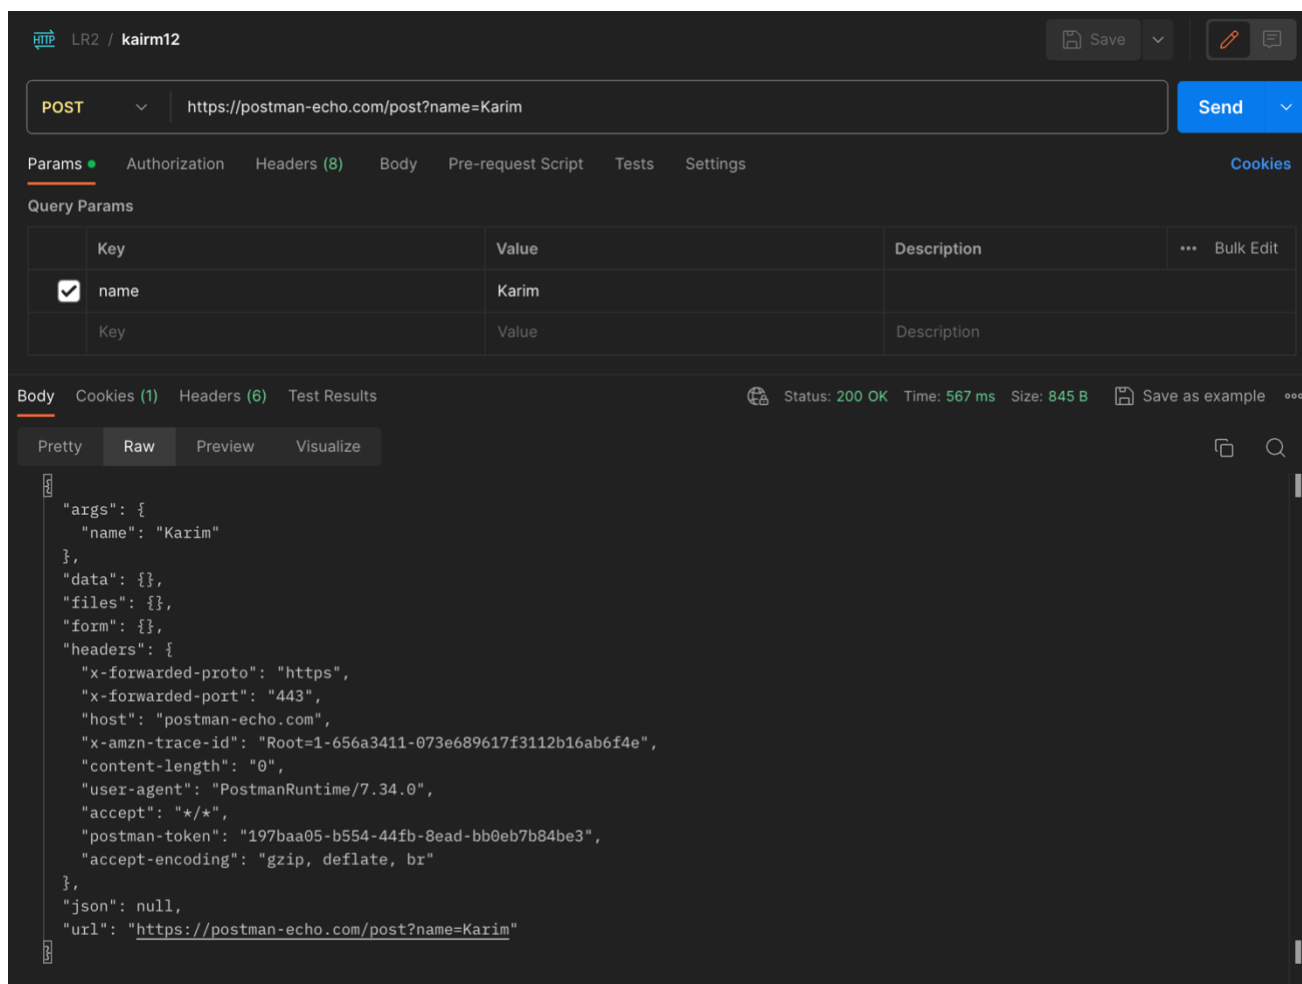 HTTP LR2 / kairm12 Save
POST https://postman-echo.com/post?name=Karim Send
Params Authorization Headers (8) Body Pre-request Script Tests Settings Cookies
Query Params
Key Value Description ••• Bulk Edit
name Karim
Key Value Description
Body Cookies (1) Headers (6) Test Results Status: 200 OK Time: 567 ms Size: 845 B Save as example
Pretty Raw Preview Visualize
{
"args": {
"name": "Karim"
},
"data": {},
"files": {},
"form": {},
"headers": {
"x-forwarded-proto": "https",
"x-forwarded-port": "443",
"host": "postman-echo.com",
"x-amzn-trace-id": "Root=1-656a3411-073e689617f3112b16ab6f4e",
"content-length": "0",
"user-agent": "PostmanRuntime/7.34.0",
"accept": "*/*",
"postman-token": "197baa05-b554-44fb-8ead-bb0eb7b84be3",
"accept-encoding": "gzip, deflate, br"
},
"json": null,
"url": "https://postman-echo.com/post?name=Karim"
}